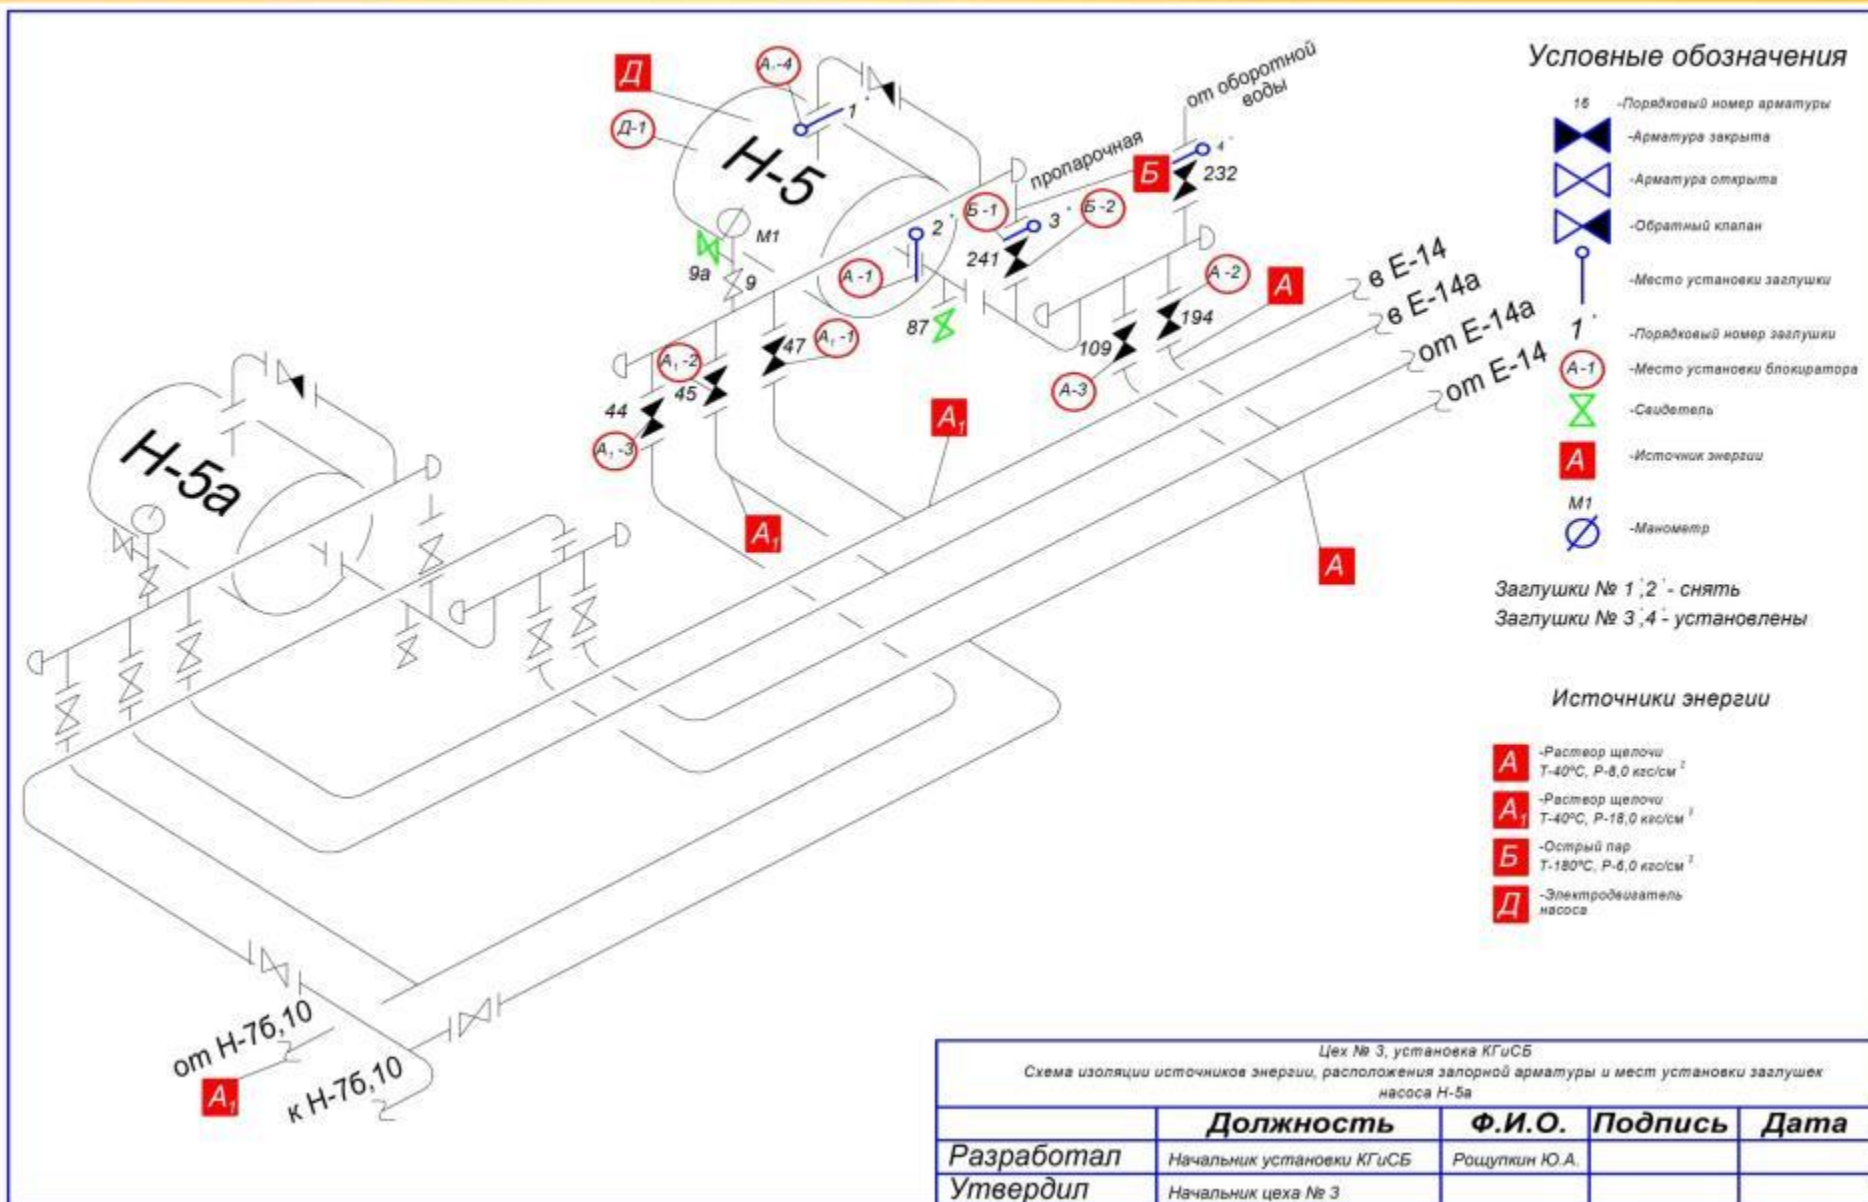 Д
А₁-4
1'
Д-1
Н-5
М1
9а
9
2'
А-1
Б-1
3'
Б-2
241
пропарочная
Б
от оборотной
воды
4'
232
А-2
А
194
109
А-3
87
47
А₁-1
А₁-2
45
44
А₁-3
А₁
А₁
А
в Е-14
в Е-14а
от Е-14а
от Е-14
Н-5а
от Н-7б,10
А₁
к Н-7б,10
Условные обозначения
16 -Порядковый номер арматуры
-Арматура закрыта
-Арматура открыта
-Обратный клапан
-Место установки заглушки
1' -Порядковый номер заглушки
А-1 -Место установки блокиратора
-Свидетель
А -Источник энергии
М1
-Манометр
Заглушки № 1',2' - снять
Заглушки № 3',4' - установлены
Источники энергии
А -Раствор щелочи
Т-40ºС, Р-8,0 кгс/см²
А₁ -Раствор щелочи
Т-40ºС, Р-18,0 кгс/см²
Б -Острый пар
Т-180ºС, Р-6,0 кгс/см²
Д -Электродвигатель
насоса
Цех № 3, установка КГиСБ
Схема изоляции источников энергии, расположения запорной арматуры и мест установки заглушек
насоса Н-5а
Должность Ф.И.О. Подпись Дата
Разработал Начальник установки КГиСБ Рощупкин Ю.А.
Утвердил Начальник цеха № 3